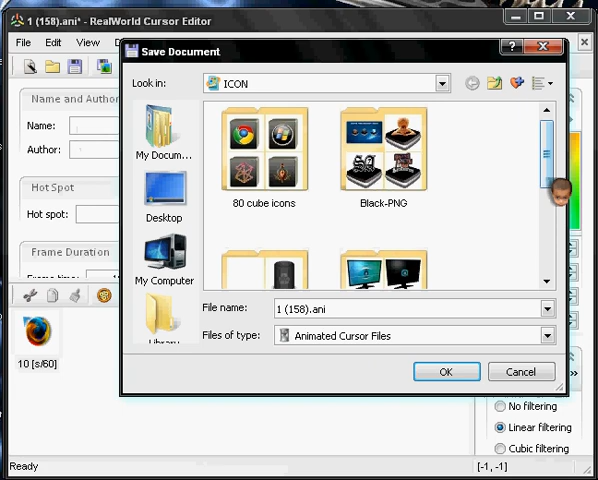 1 (158).ani* - RealWorld Cursor Editor
File Edit View
Save Document
Look in: ICON
Name and Author
Name:
Author:
Hot Spot
Hot spot:
Frame Duration
My Docum...
Desktop
My Computer
80 cube icons
Black-PNG
File name: 1 (158).ani
Files of type: Animated Cursor Files
OK Cancel
10 [s/60]
No filtering
Linear filtering
Cubic filtering
Ready [-1, -1]